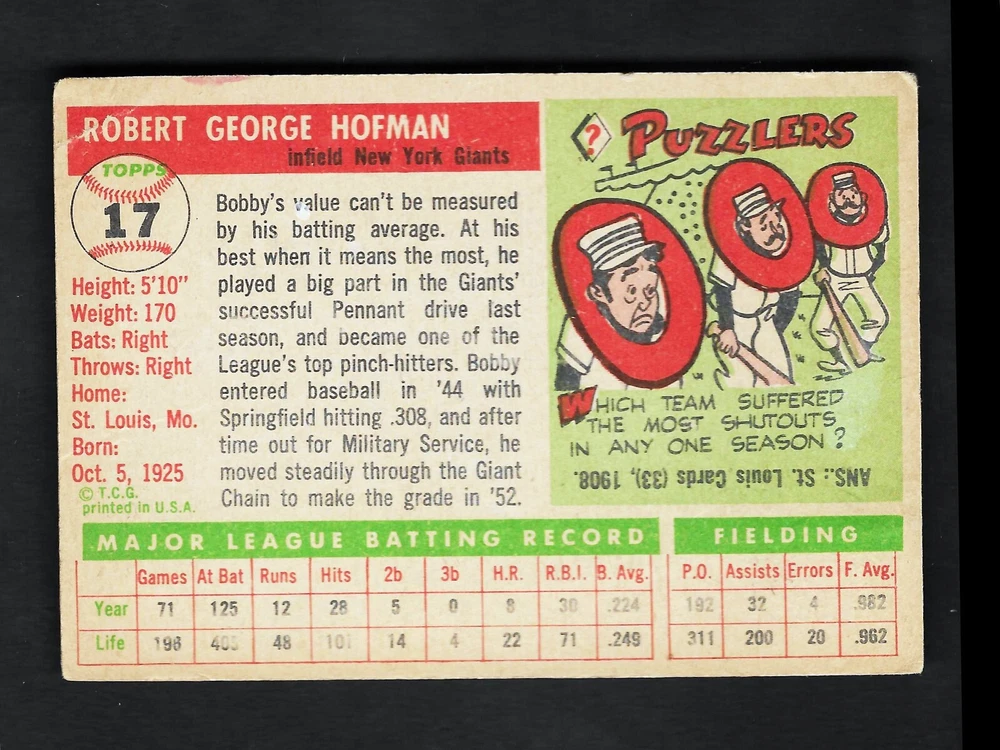 ROBERT GEORGE HOFMAN
infield New York Giants
TOPPS
17
Height: 5'10"
Weight: 170
Bats: Right
Throws: Right
Home:
St. Louis, Mo.
Born:
Oct. 5, 1925
© T.C.G.
printed in U.S.A.
Bobby's value can't be measured
by his batting average. At his
best when it means the most, he
played a big part in the Giants'
successful Pennant drive last
season, and became one of the
League's top pinch-hitters. Bobby
entered baseball in '44 with
Springfield hitting .308, and after
time out for Military Service, he
moved steadily through the Giant
Chain to make the grade in '52.
? PUZZLERS
WHICH TEAM SUFFERED
THE MOST SHUTOUTS
IN ANY ONE SEASON?
ANS.: St. Louis Cards (33), 1908.
MAJOR LEAGUE BATTING RECORD
Games At Bat Runs Hits 2b 3b H.R. R.B.I. B. Avg.
Year 71 125 12 28 5 0 8 30 .224
Life 198 405 48 101 14 4 22 71 .249
FIELDING
P.O. Assists Errors F. Avg.
192 32 4 .982
311 200 20 .962